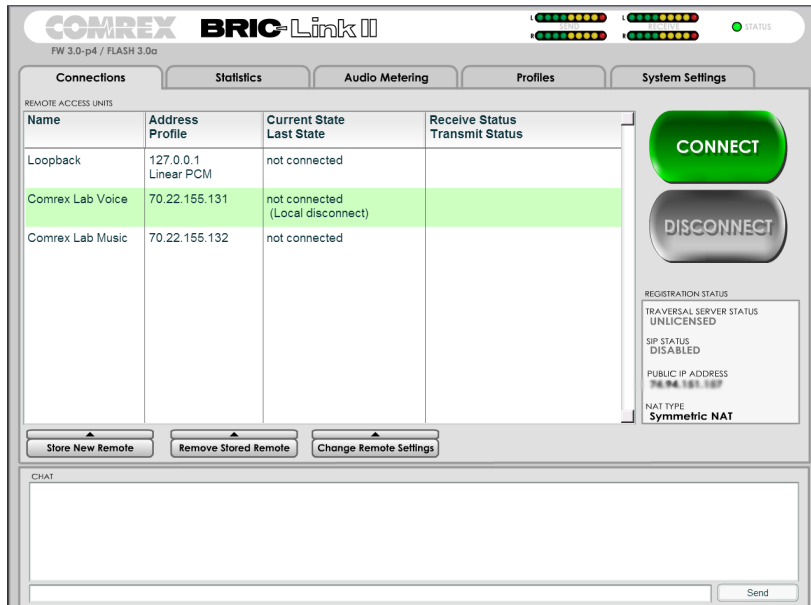 COMREX BRIC-Link II
L SEND R
L RECEIVE R
STATUS
FW 3.0-p4 / FLASH 3.0a
Connections
Statistics
Audio Metering
Profiles
System Settings
REMOTE ACCESS UNITS
Name
Address
Profile
Current State
Last State
Receive Status
Transmit Status
Loopback
127.0.0.1
Linear PCM
not connected
Comrex Lab Voice
70.22.155.131
not connected
(Local disconnect)
Comrex Lab Music
70.22.155.132
not connected
CONNECT
DISCONNECT
REGISTRATION STATUS
TRAVERSAL SERVER STATUS
UNLICENSED
SIP STATUS
DISABLED
PUBLIC IP ADDRESS
NAT TYPE
Symmetric NAT
Store New Remote
Remove Stored Remote
Change Remote Settings
CHAT
Send